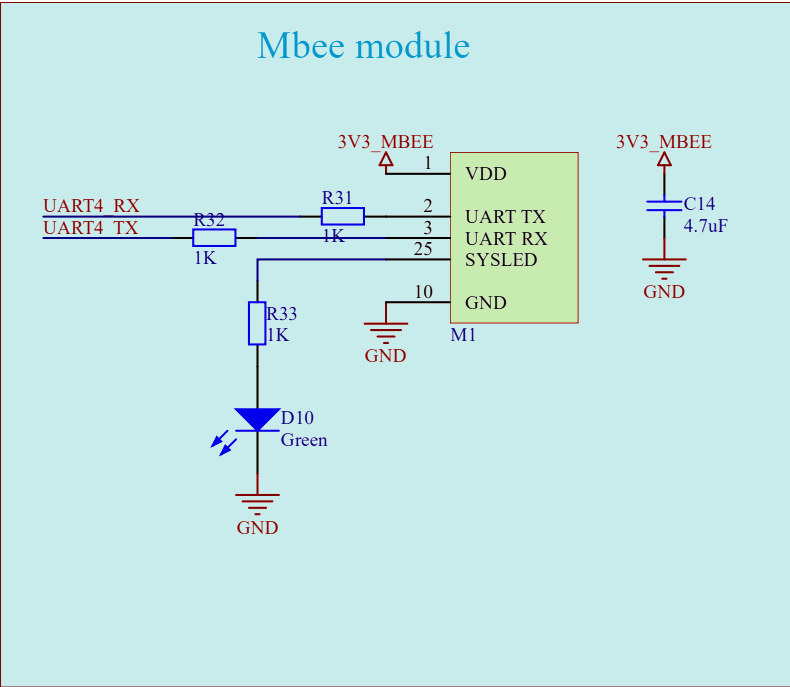 Mbee module
3V3_MBEE
3V3_MBEE
1
VDD
UART4_RX
R31
1K
2
UART TX
UART4_TX
R32
1K
3
UART RX
25
SYSLED
10
GND
GND
M1
C14
4.7uF
GND
R33
1K
D10
Green
GND